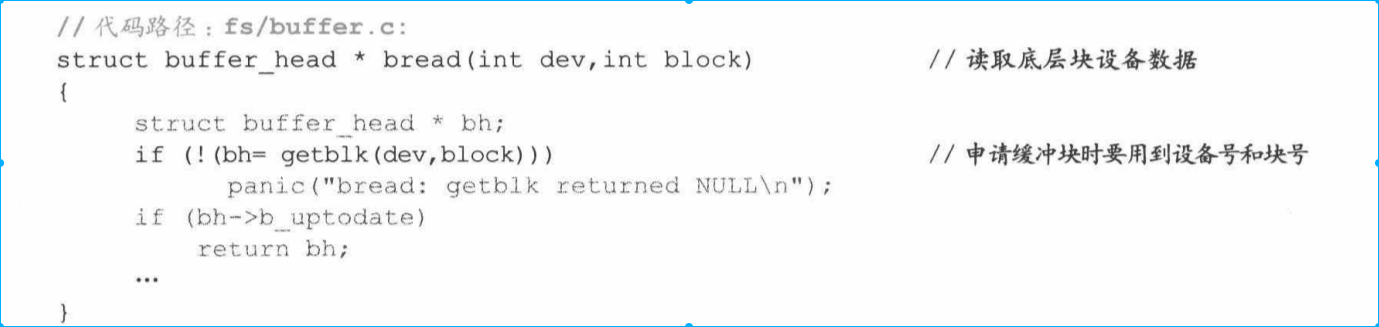 // 代码路径：fs/buffer.c:
struct buffer_head * bread(int dev,int block) // 读取底层块设备数据
{
struct buffer_head * bh;
if (!(bh= getblk(dev,block))) // 申请缓冲块时要用到设备号和块号
panic("bread: getblk returned NULL\n");
if (bh->b_uptodate)
return bh;
…
}